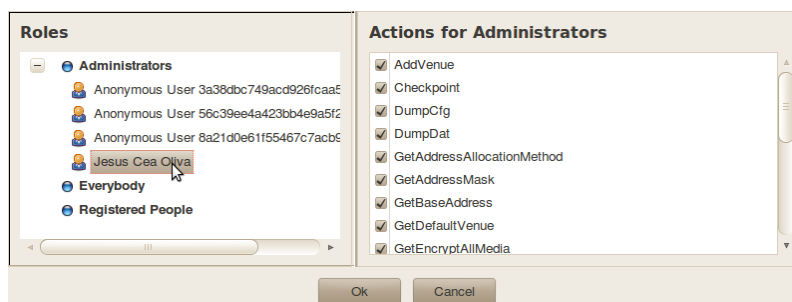 Roles
Administrators
Anonymous User 3a38dbc749acd926fcaa5
Anonymous User 56c39ee4a423bb4e9a5f2
Anonymous User 8a21d0e61f55467c7acb9
Jesus Cea Oliva
Everybody
Registered People
Actions for Administrators
AddVenue
Checkpoint
DumpCfg
DumpDat
GetAddressAllocationMethod
GetAddressMask
GetBaseAddress
GetDefaultVenue
GetEncryptAllMedia
Ok Cancel